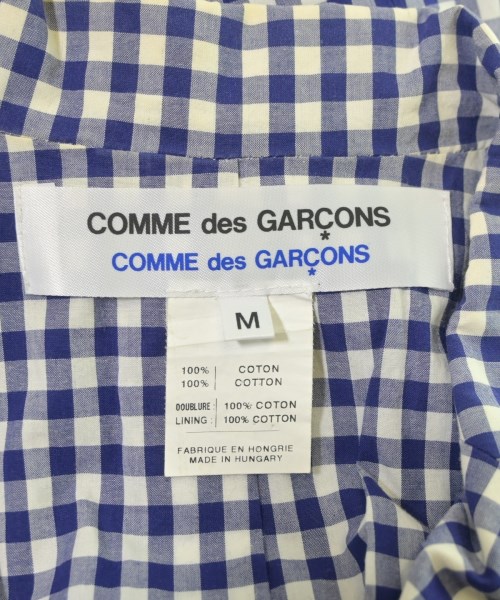 COMME des GARÇONS
COMME des GARÇONS
M
100% COTON
100% COTTON
DOUBLURE: 100% COTON
LINING: 100% COTTON
FABRIQUE EN HONGRIE
MADE IN HUNGARY